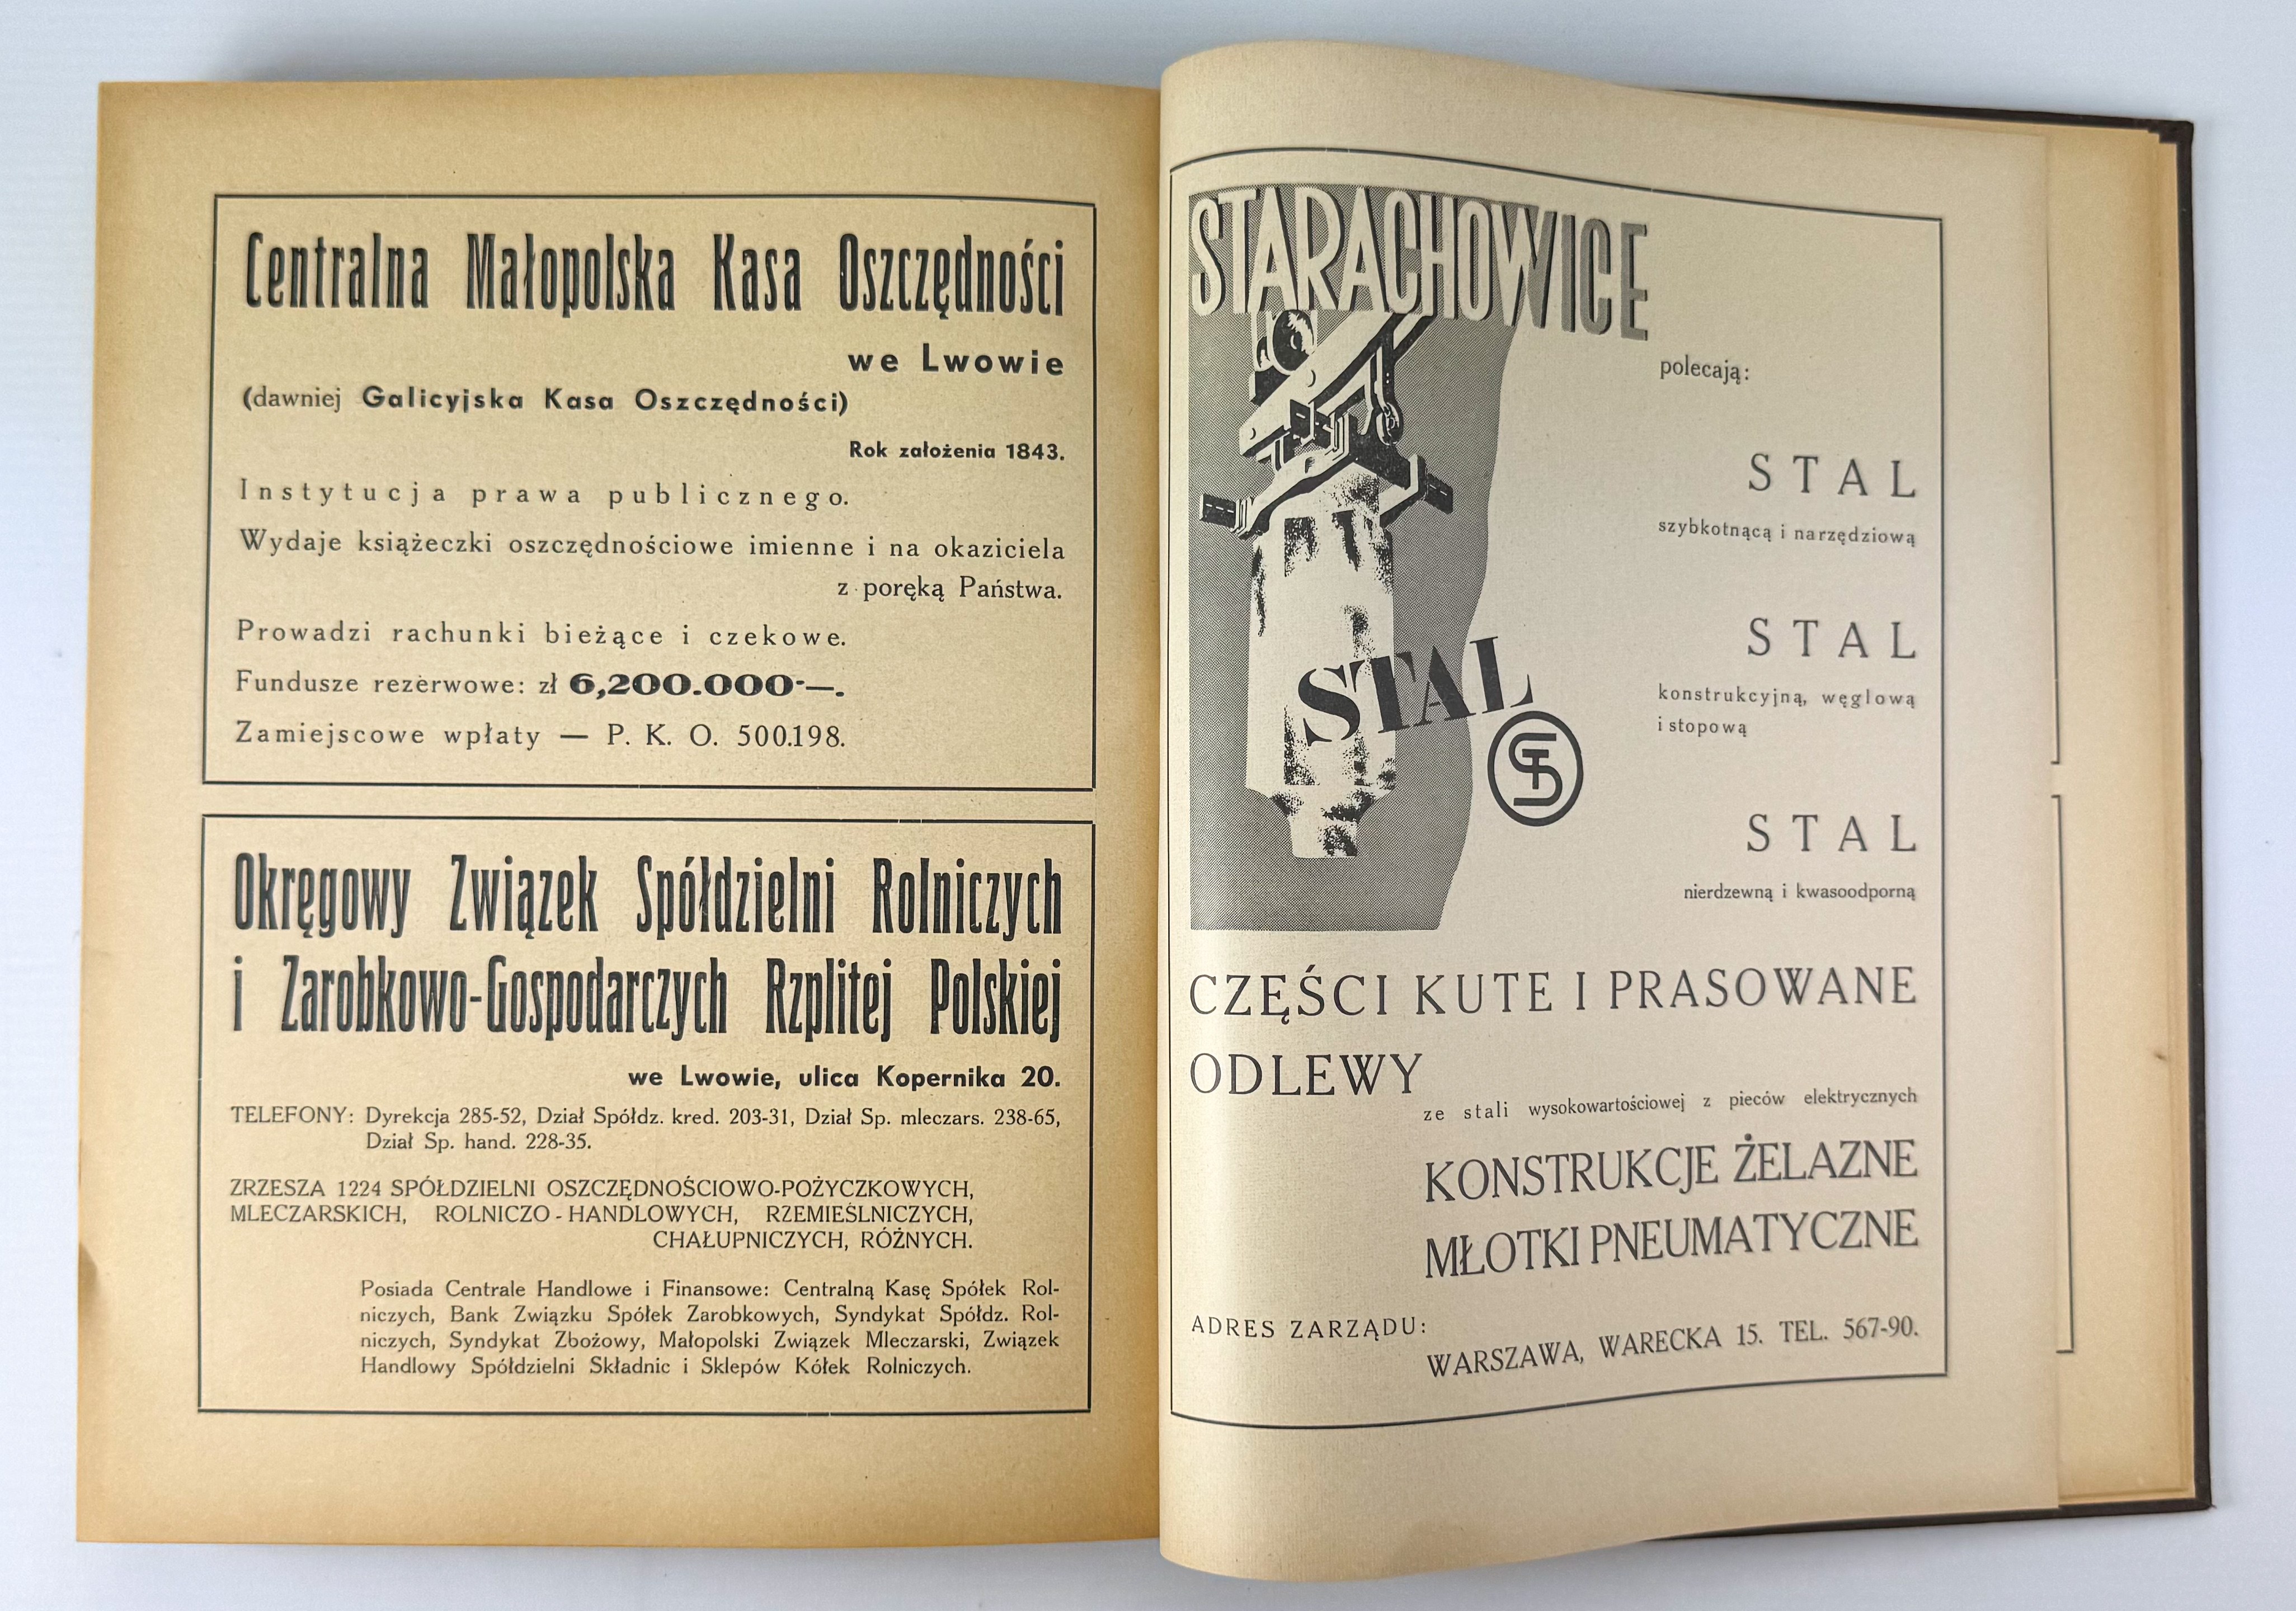 Centralna Małopolska Kasa Oszczędności
we Lwowie
(dawniej Galicyjska Kasa Oszczędności)
Rok założenia 1843.
Instytucja prawa publicznego.
Wydaje książeczki oszczędnościowe imienne i na okaziciela
z poręką Państwa.
Prowadzi rachunki bieżące i czekowe.
Fundusze rezerwowe: zł 6,200.000·—.
Zamiejscowe wpłaty — P. K. O. 500.198.
Okręgowy Związek Spółdzielni Rolniczych
i Zarobkowo-Gospodarczych Rzplitej Polskiej
we Lwowie, ulica Kopernika 20.
TELEFONY: Dyrekcja 285-52, Dział Spółdz. kred. 203-31, Dział Sp. mleczars. 238-65,
Dział Sp. hand. 228-35.
ZRZESZA 1224 SPÓŁDZIELNI OSZCZĘDNOŚCIOWO-POŻYCZKOWYCH,
MLECZARSKICH, ROLNICZO-HANDLOWYCH, RZEMIEŚLNICZYCH,
CHAŁUPNICZYCH, RÓŻNYCH.
Posiada Centrale Handlowe i Finansowe: Centralną Kasę Spółek Rol-
niczych, Bank Związku Spółek Zarobkowych, Syndykat Spółdz. Rol-
niczych, Syndykat Zbożowy, Małopolski Związek Mleczarski, Związek
Handlowy Spółdzielni Składnic i Sklepów Kółek Rolniczych.
STARACHOWICE
polecają:
STAL
szybkotnącą i narzędziową
STAL
konstrukcyjną, węglową
i stopową
STAL
STAL
nierdzewną i kwasoodporną
CZĘŚCI KUTE I PRASOWANE
ODLEWY
ze stali wysokowartościowej z pieców elektrycznych
KONSTRUKCJE ŻELAZNE
MŁOTKI PNEUMATYCZNE
ADRES ZARZĄDU:
WARSZAWA, WARECKA 15. TEL. 567-90.